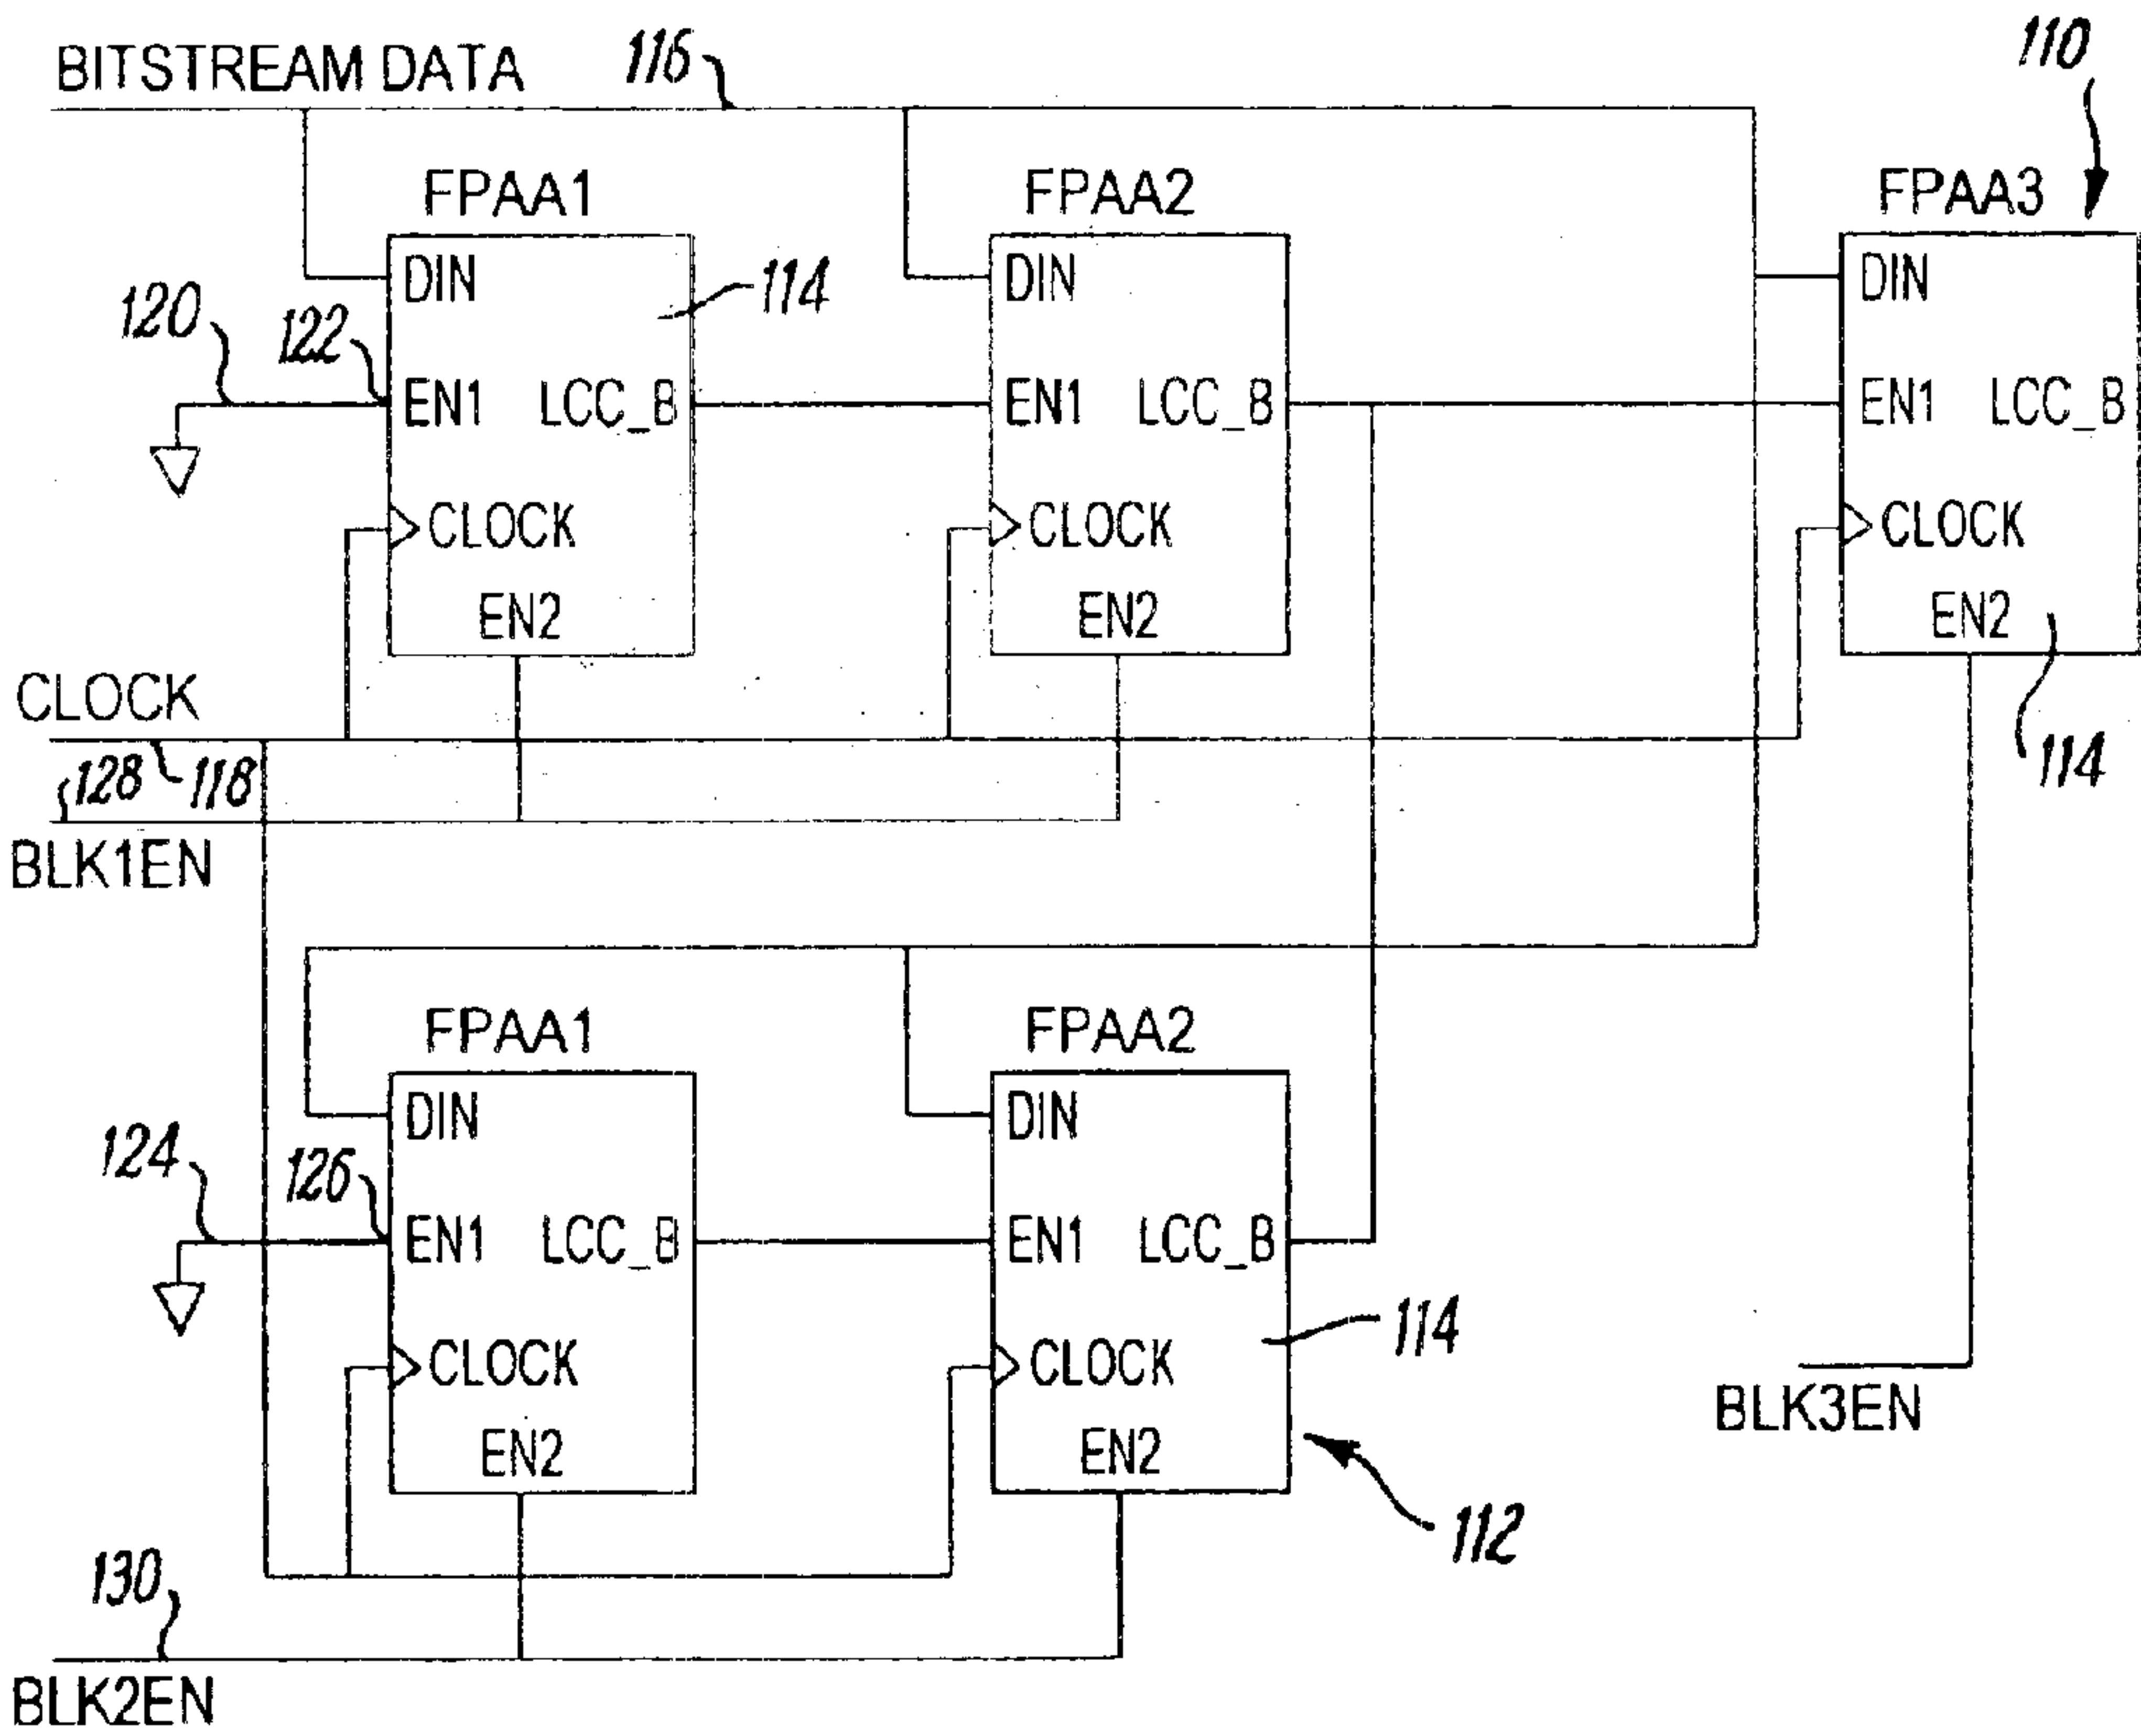 BITSTREAM DATA
116
110
FPAA1
FPAA2
FPAA3
DIN
114
DIN
DIN
120
122
EN1 LCC_B
EN1 LCC_B
EN1 LCC_B
CLOCK
CLOCK
CLOCK
EN2
EN2
EN2
CLOCK
128
118
114
BLK1EN
FPAA1
FPAA2
DIN
DIN
124
126
EN1 LCC_B
EN1 LCC_B
114
CLOCK
CLOCK
BLK3EN
EN2
EN2
112
130
BLK2EN